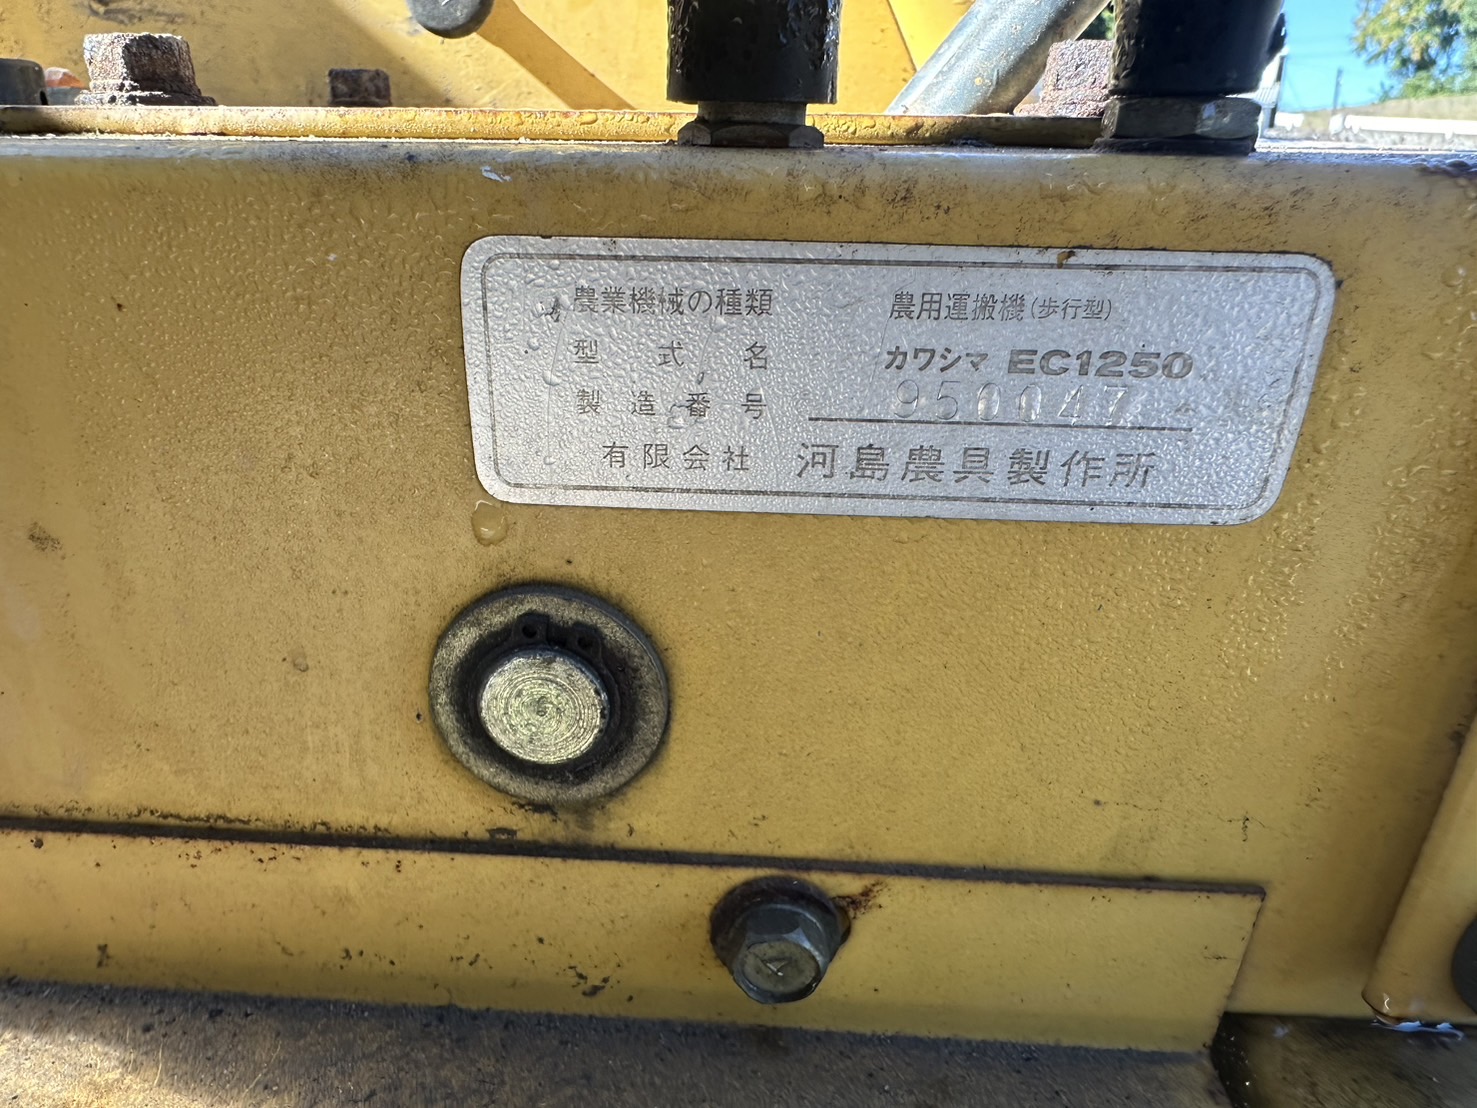 農業機械の種類 農用運搬機(歩行型)
型式名 カワシマ EC1250
製造番号 950047
有限会社 河島農具製作所
4